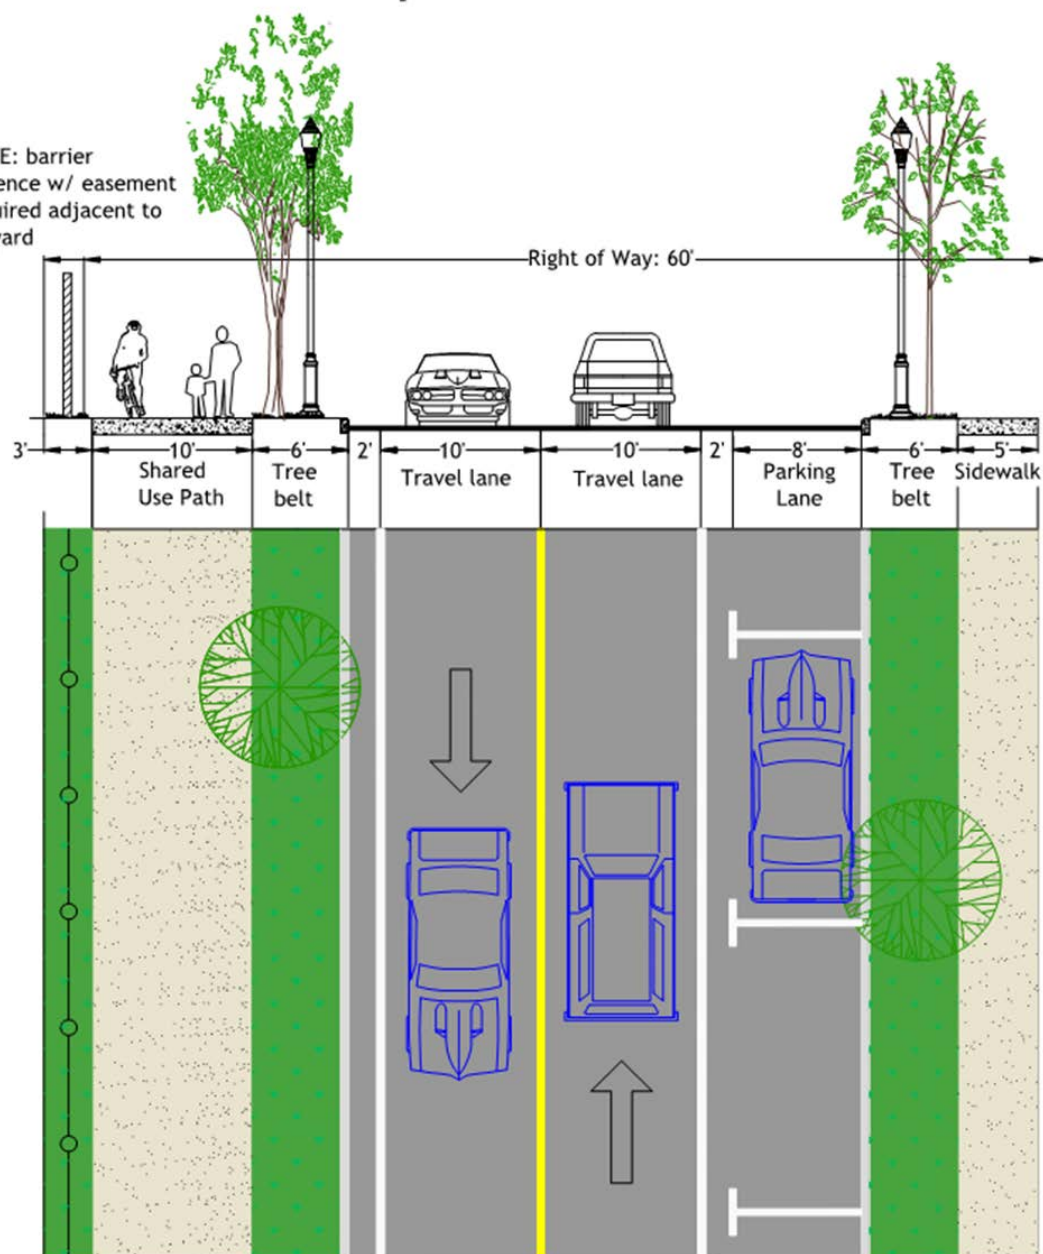 E: barrier
ence w/ easement
ired adjacent to
ard
Right of Way: 60'
3' 10' 6' 2' 10' 10' 2' 8' 6' 5'
Shared
Use Path
Tree
belt
Travel lane
Travel lane
Parking
Lane
Tree
belt
Sidewalk